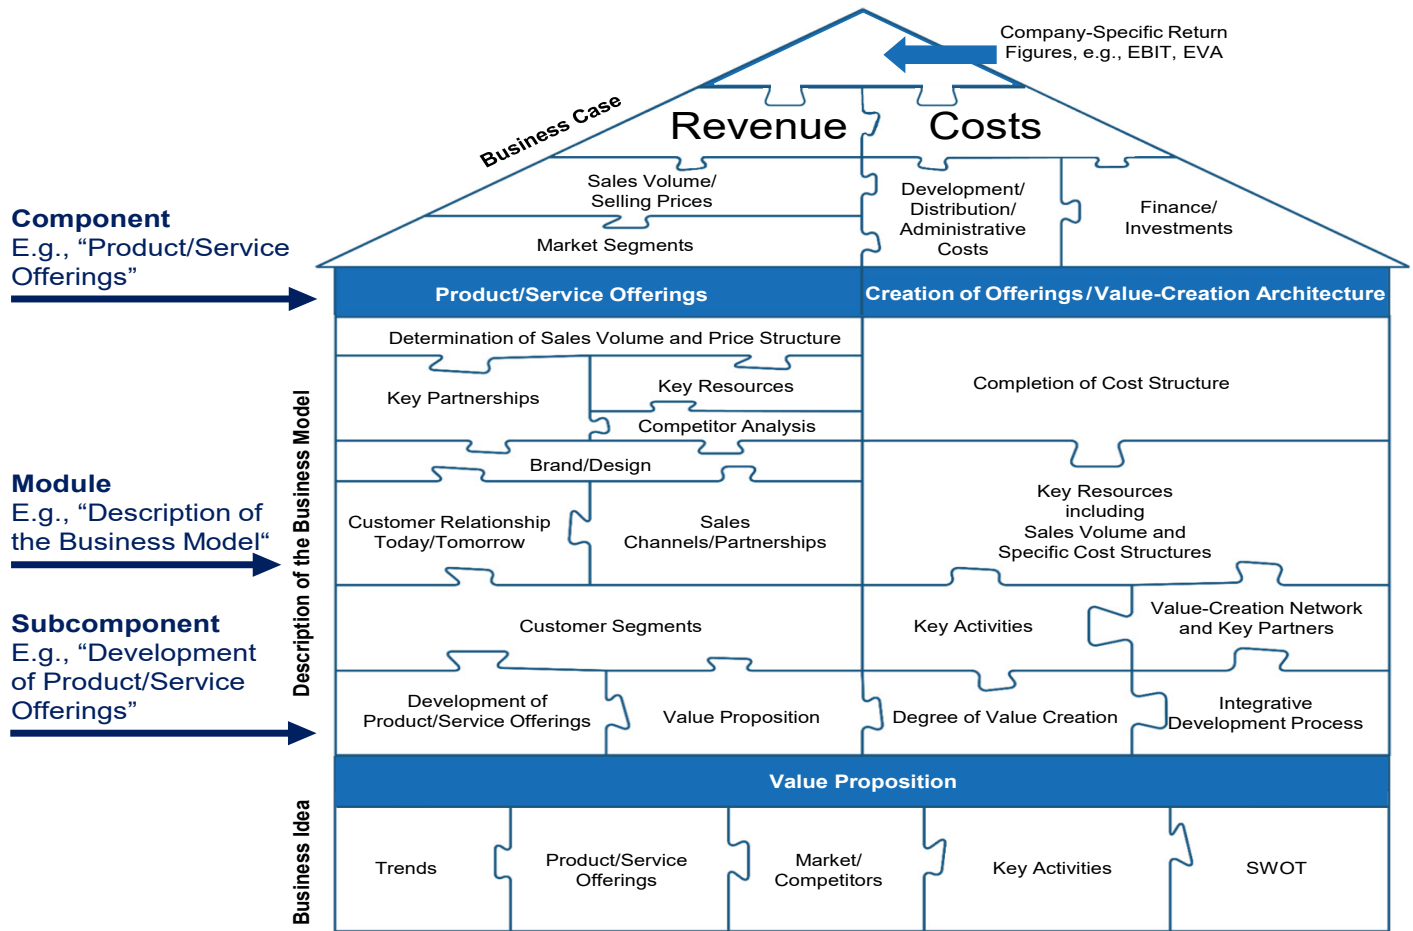 Company-Specific Return
Figures, e.g., EBIT, EVA
Business Case
Revenue
Costs
Sales Volume/
Selling Prices
Development/
Distribution/
Administrative
Costs
Finance/
Investments
Market Segments
Component
E.g., “Product/Service
Offerings”
Product/Service Offerings
Creation of Offerings/Value-Creation Architecture
Determination of Sales Volume and Price Structure
Key Partnerships
Key Resources
Competitor Analysis
Completion of Cost Structure
Description of the Business Model
Brand/Design
Module
E.g., “Description of
the Business Model“
Customer Relationship
Today/Tomorrow
Sales
Channels/Partnerships
Key Resources
including
Sales Volume and
Specific Cost Structures
Subcomponent
E.g., “Development
of Product/Service
Offerings”
Customer Segments
Key Activities
Value-Creation Network
and Key Partners
Development of
Product/Service Offerings
Value Proposition
Degree of Value Creation
Integrative
Development Process
Value Proposition
Business Idea
Trends
Product/Service
Offerings
Market/
Competitors
Key Activities
SWOT